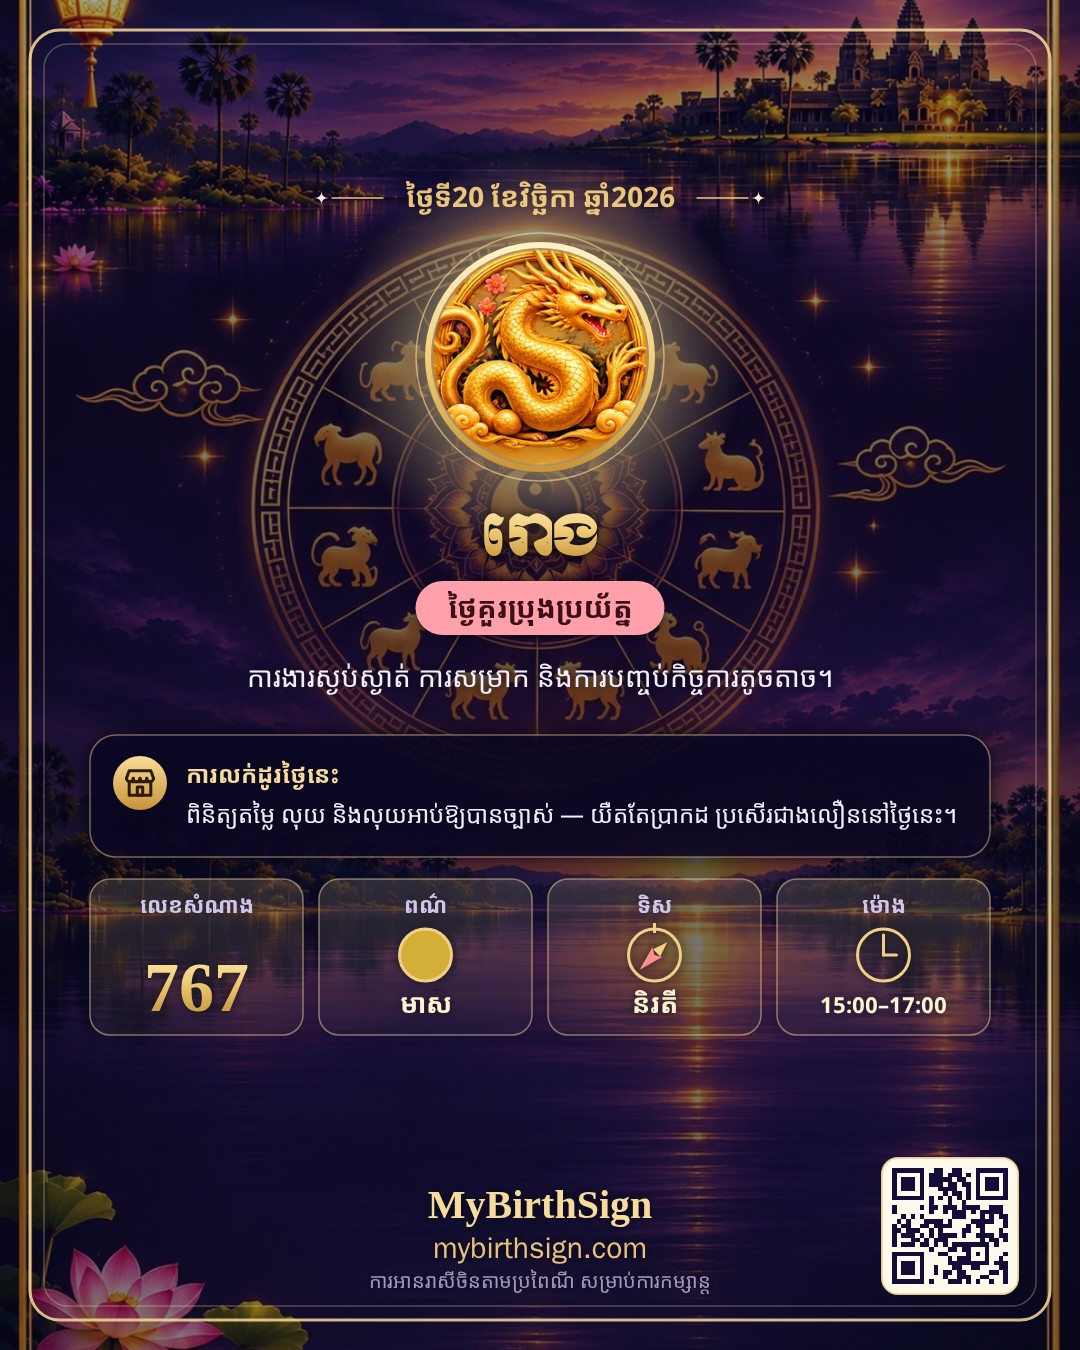 ថ្ងៃទី20 ខែវិច្ឆិកា ឆ្នាំ2026
រោង
ថ្ងៃគួរប្រុងប្រយ័ត្ន
ការងារស្ងប់ស្ងាត់ ការសម្រាក និងការបញ្ចប់កិច្ចការតូចតាច។
ការលក់ដូរថ្ងៃនេះ
ពិនិត្យតម្លៃ លុយ និងលុយអាប់ឱ្យបានច្បាស់ — យឺតតែប្រាកដ ប្រសើរជាងលឿននៅថ្ងៃនេះ។
លេខសំណាង
767
ពណ៌
មាស
ទិស
និរតី
ម៉ោង
15:00–17:00
MyBirthSign
mybirthsign.com
ការអានរាសីចិនតាមប្រពៃណី សម្រាប់ការកម្សាន្ត